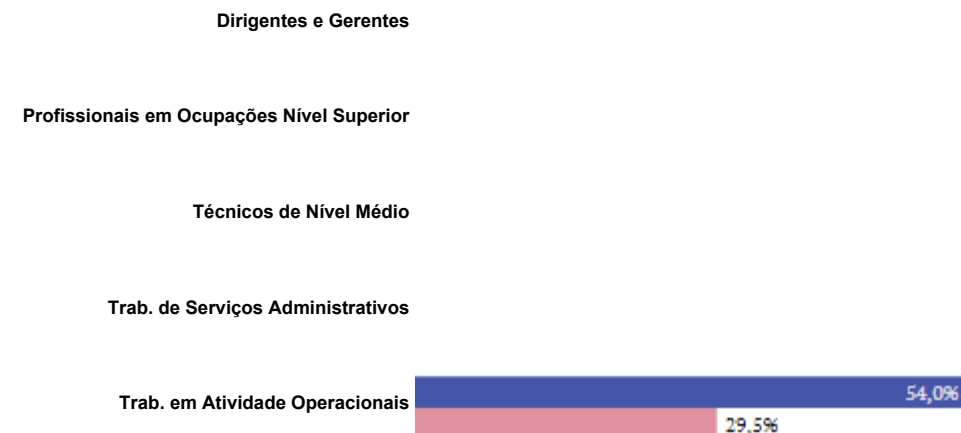 Dirigentes e Gerentes
Profissionais em Ocupações Nível Superior
Técnicos de Nível Médio
Trab. de Serviços Administrativos
Trab. em Atividade Operacionais
54,0%
29,5%